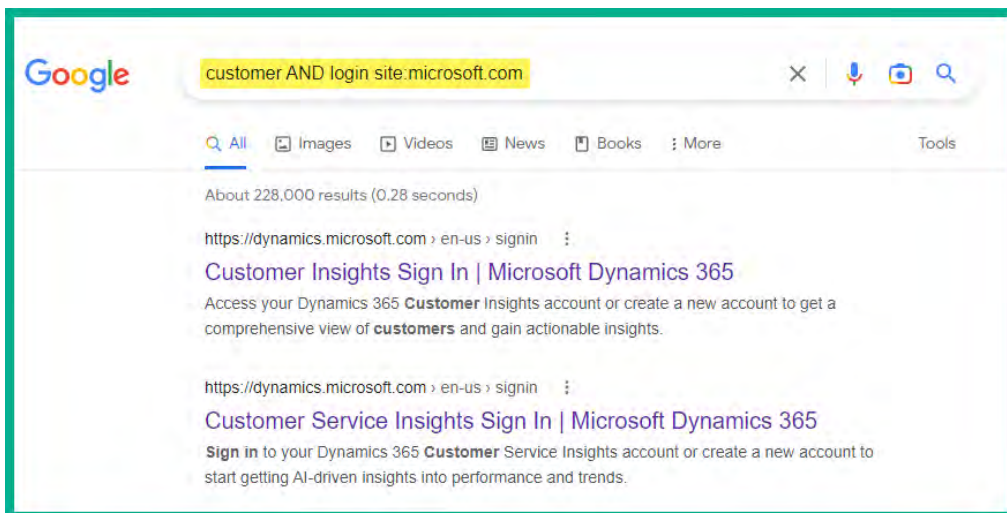 Google
customer AND login site:microsoft.com
All Images Videos News Books More Tools
About 228,000 results (0.28 seconds)
https://dynamics.microsoft.com › en-us › signin
Customer Insights Sign In | Microsoft Dynamics 365
Access your Dynamics 365 Customer Insights account or create a new account to get a
comprehensive view of customers and gain actionable insights.
https://dynamics.microsoft.com › en-us › signin
Customer Service Insights Sign In | Microsoft Dynamics 365
Sign in to your Dynamics 365 Customer Service Insights account or create a new account to
start getting AI-driven insights into performance and trends.